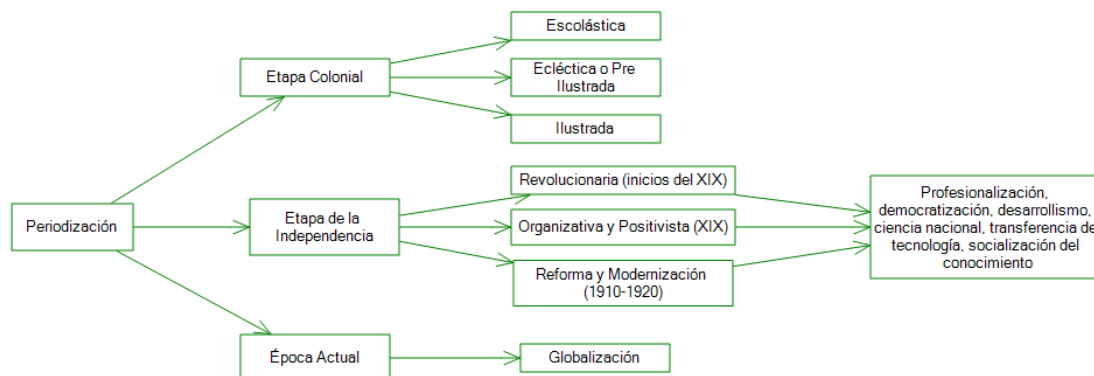 Escolástica
Etapa Colonial
Ecléctica o Pre
Ilustrada
Ilustrada
Periodización
Etapa de la
Independencia
Revolucionaria (inicios del XIX)
Organizativa y Positivista (XIX)
Reforma y Modernización
(1910-1920)
Profesionalización,
democratización, desarrollismo,
ciencia nacional, transferencia de
tecnología, socialización del
conocimiento
Época Actual
Globalización